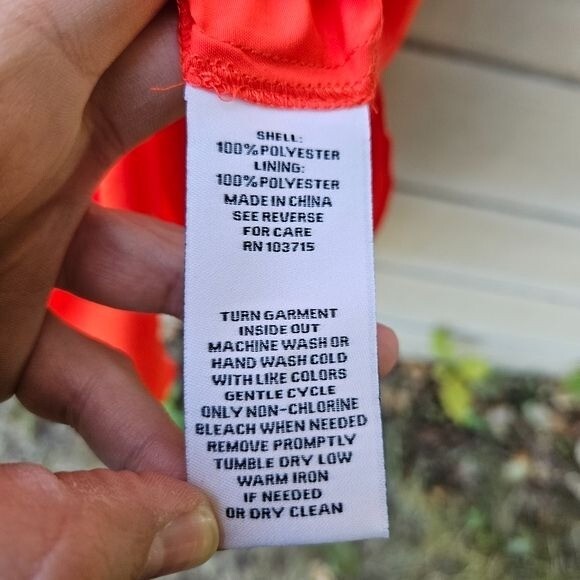 SHELL:
100% POLYESTER
LINING:
100% POLYESTER
MADE IN CHINA
SEE REVERSE
FOR CARE
RN 103715
TURN GARMENT
INSIDE OUT
MACHINE WASH OR
HAND WASH COLD
WITH LIKE COLORS
GENTLE CYCLE
ONLY NON-CHLORINE
BLEACH WHEN NEEDED
REMOVE PROMPTLY
TUMBLE DRY LOW
WARM IRON
IF NEEDED
OR DRY CLEAN